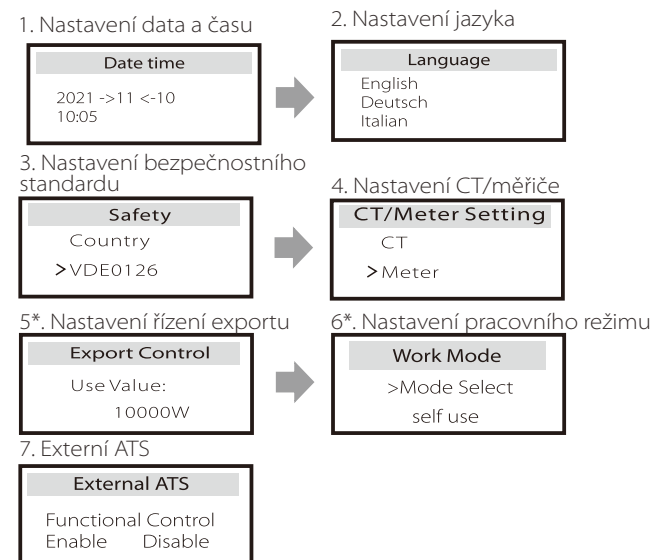 1. Nastavení data a času
Date time
2021 ->11 <-10
10:05
2. Nastavení jazyka
Language
English
Deutsch
Italian
3. Nastavení bezpečnostního
standardu
Safety
Country
>VDE0126
4. Nastavení CT/měřiče
CT/Meter Setting
CT
>Meter
5*. Nastavení řízení exportu
Export Control
Use Value:
10000W
6*. Nastavení pracovního režimu
Work Mode
>Mode Select
self use
7. Externí ATS
External ATS
Functional Control
Enable Disable